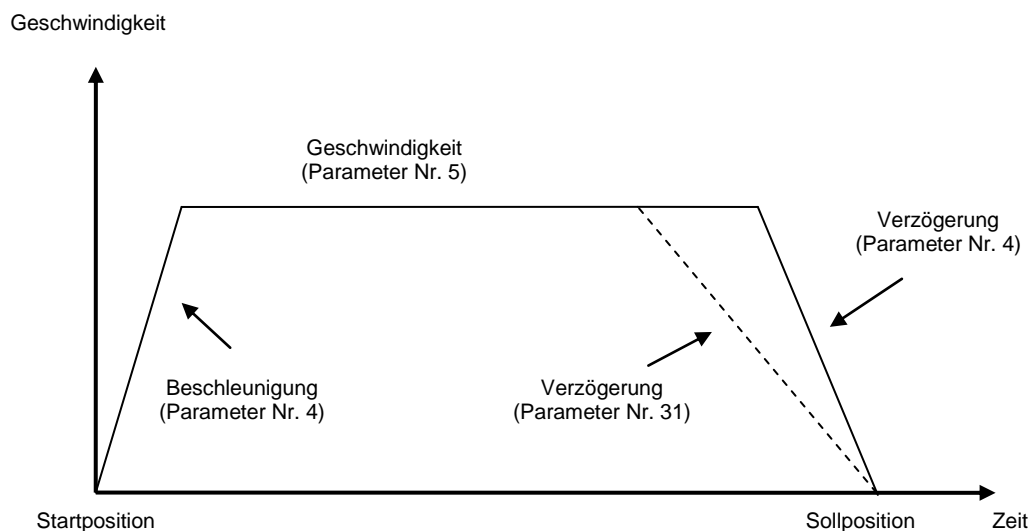 Geschwindigkeit
Geschwindigkeit
(Parameter Nr. 5)
Verzögerung
(Parameter Nr. 4)
Beschleunigung
(Parameter Nr. 4)
Verzögerung
(Parameter Nr. 31)
Startposition
Sollposition
Zeit